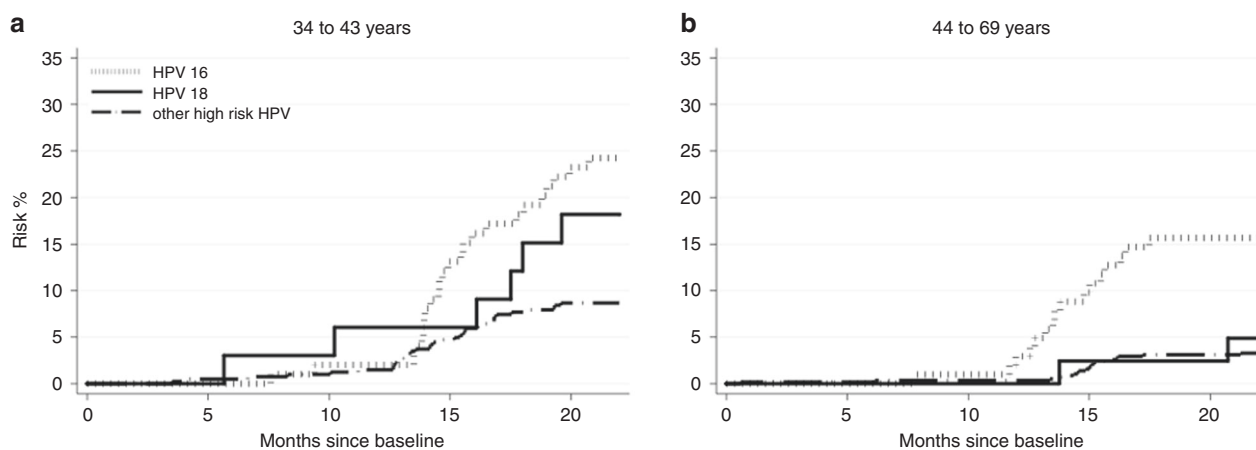 a
34 to 43 years
35
30
25
20
15
10
5
0
Risk %
HPV 16
HPV 18
other high risk HPV
0 5 10 15 20
Months since baseline
b
44 to 69 years
35
30
25
20
15
10
5
0
0 5 10 15 20
Months since baseline